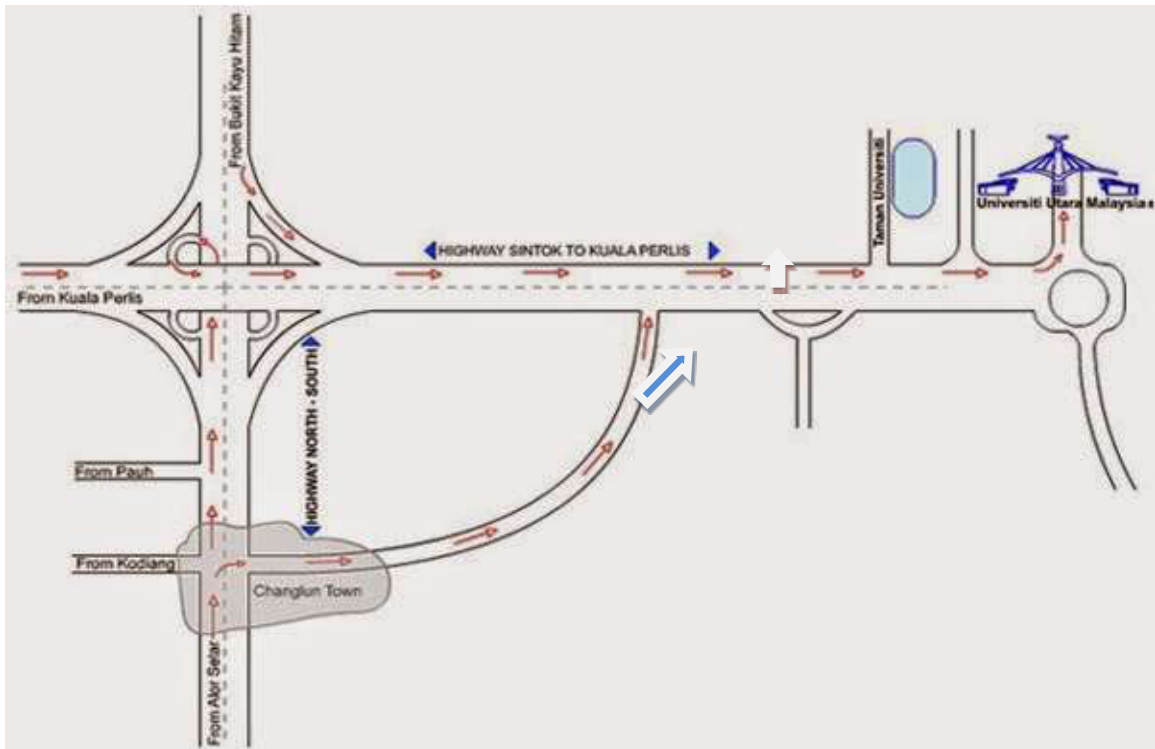 From Bukit Kayu Hitam
Taman Universiti
Universiti Utara Malaysia
HIGHWAY SINTOK TO KUALA PERLIS
From Kuala Perlis
HIGHWAY NORTH - SOUTH
From Pauh
From Kodiang
Changlun Town
From Alor Setar